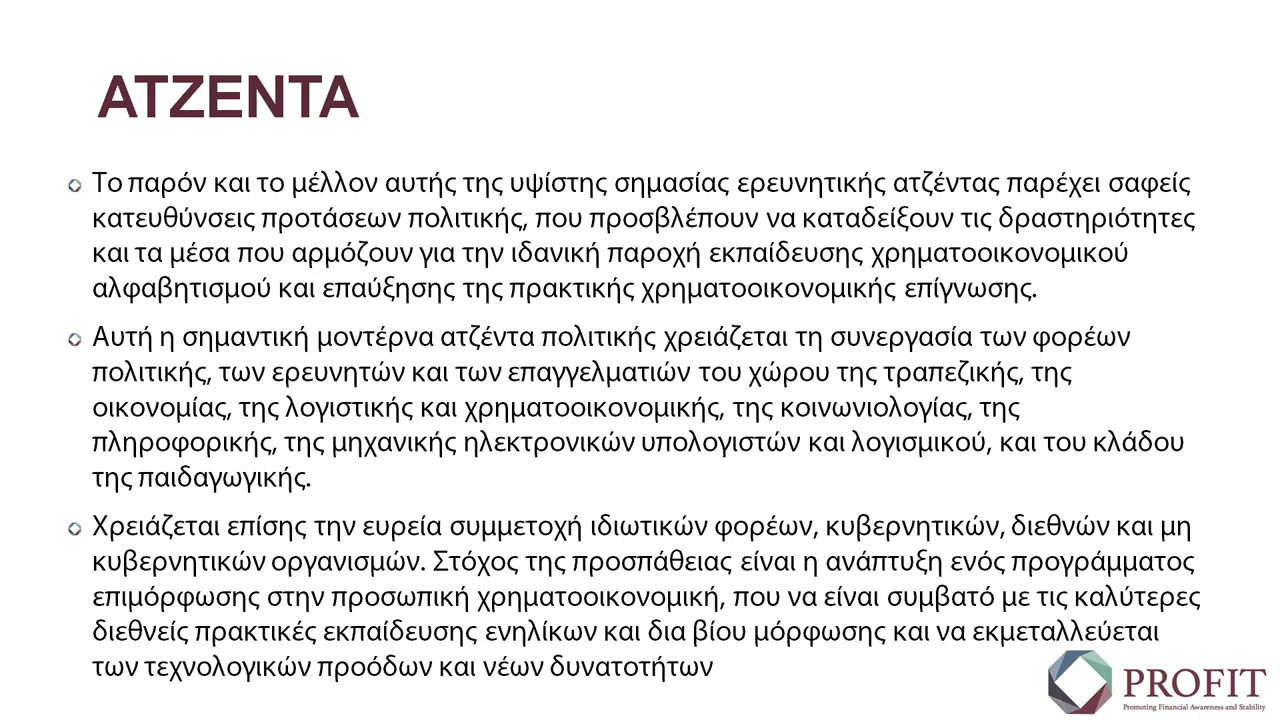 ΑΤΖΕΝΤΑ
Το παρόν και το μέλλον αυτής της υψίστης σημασίας ερευνητικής ατζέντας παρέχει σαφείς
κατευθύνσεις προτάσεων πολιτικής, που προσβλέπουν να καταδείξουν τις δραστηριότητες
και τα μέσα που αρμόζουν για την ιδανική παροχή εκπαίδευσης χρηματοοικονομικού
αλφαβητισμού και επαύξησης της πρακτικής χρηματοοικονομικής επίγνωσης.
Αυτή η σημαντική μοντέρνα ατζέντα πολιτικής χρειάζεται τη συνεργασία των φορέων
πολιτικής, των ερευνητών και των επαγγελματιών του χώρου της τραπεζικής, της
οικονομίας, της λογιστικής και χρηματοοικονομικής, της κοινωνιολογίας, της
πληροφορικής, της μηχανικής ηλεκτρονικών υπολογιστών και λογισμικού, και του κλάδου
της παιδαγωγικής.
Χρειάζεται επίσης την ευρεία συμμετοχή ιδιωτικών φορέων, κυβερνητικών, διεθνών και μη
κυβερνητικών οργανισμών. Στόχος της προσπάθειας είναι η ανάπτυξη ενός προγράμματος
επιμόρφωσης στην προσωπική χρηματοοικονομική, που να είναι συμβατό με τις καλύτερες
διεθνείς πρακτικές εκπαίδευσης ενηλίκων και δια βίου μόρφωσης και να εκμεταλλεύεται
των τεχνολογικών προόδων και νέων δυνατοτήτων
PROFIT
Promoting Financial Awareness and Stability